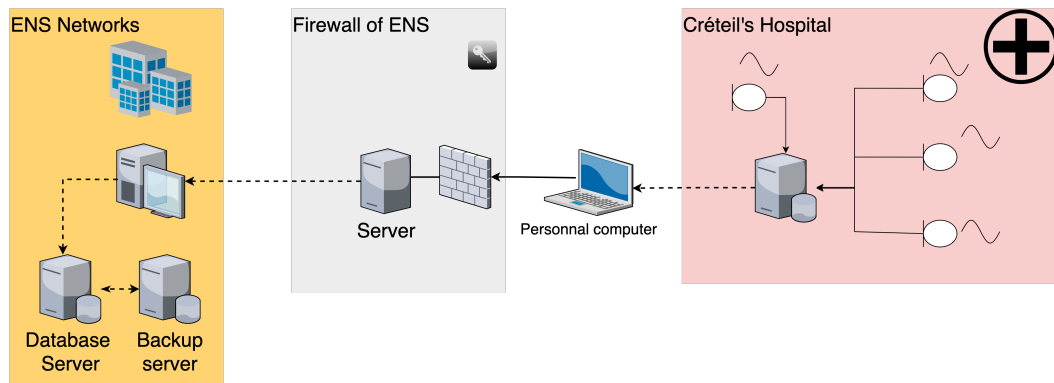 ENS Networks
Firewall of ENS
Créteil's Hospital
Server
Personnal computer
Database
Server
Backup
server